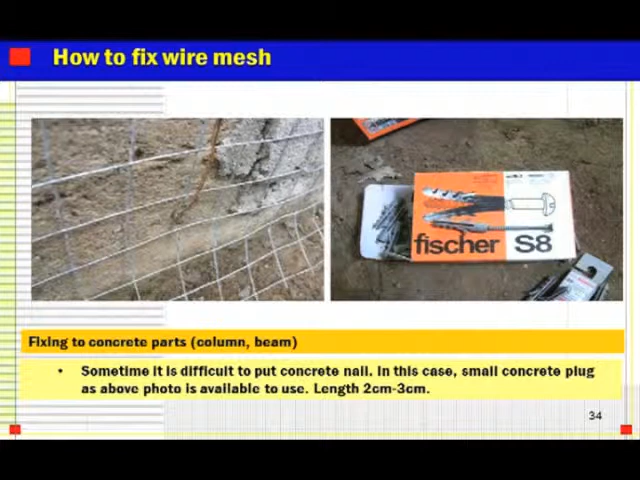 How to fix wire mesh
fischer S8
Fixing to concrete parts (column, beam)
• Sometime it is difficult to put concrete nail. In this case, small concrete plug
as above photo is available to use. Length 2cm-3cm.
34